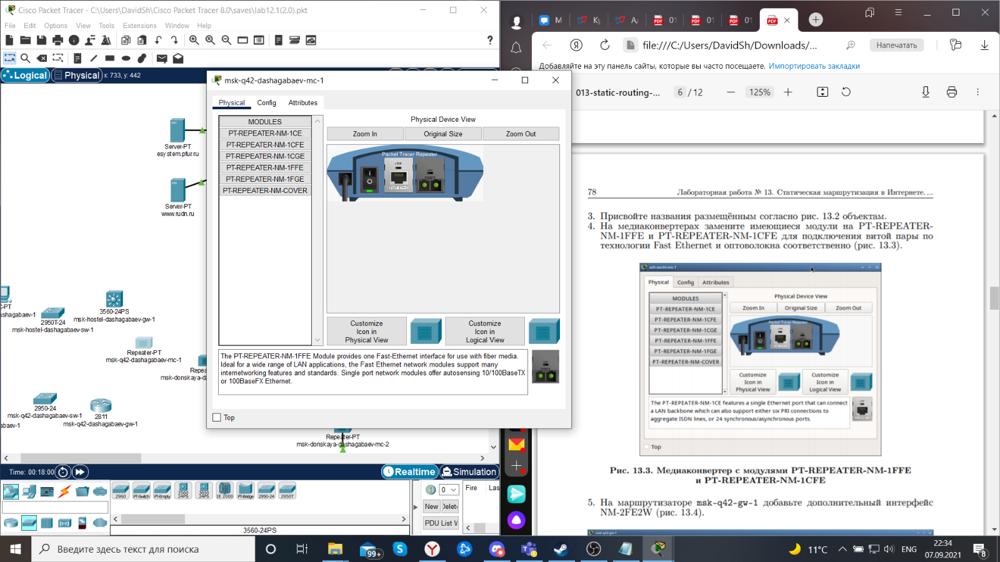 Cisco Packet Tracer - C:\Users\DavidSh\Cisco Packet Tracer 8.0\saves\lab12.1(2.0).pkt
File Edit Options View Tools Extensions Window Help
Logical
Physical
x: 733, y: 442
Server-PT
esystem.pfur.ru
Server-PT
www.rudn.ru
C-PT
ashagabaev-1
2950T-24
msk-hostel-dashagabaev-sw-1
3560-24PS
msk-hostel-dashagabaev-gw-1
Repeater-PT
msk-q42-dashagabaev-mc-1
Repea
msk-donskaya-da
2950-24
msk-q42-dashagabaev-sw-1
abaev-1
2811
msk-q42-dashagabaev-gw-1
Repeater-PT
msk-donskaya-dashagabaev-mc-2
Time: 00:18:00
Realtime
Simulation
2960
PT-Switch
PT-Empty
3560 24PS
3650 24PS
IE 2000
PT-Bridge
2950-24
2950T
3560-24PS
0
New
Delete
PDU List W
Fire
Las
msk-q42-dashagabaev-mc-1
Physical Config Attributes
MODULES
PT-REPEATER-NM-1CE
PT-REPEATER-NM-1CFE
PT-REPEATER-NM-1CGE
PT-REPEATER-NM-1FFE
PT-REPEATER-NM-1FGE
PT-REPEATER-NM-COVER
Physical Device View
Zoom In
Original Size
Zoom Out
Packet Tracer Repeater
LINK
FAST ETH 0
LINK
100FX
Customize
Icon in
Physical View
Customize
Icon in
Logical View
The PT-REPEATER-NM-1FFE Module provides one Fast-Ethernet interface for use with fiber media.
Ideal for a wide range of LAN applications, the Fast Ethernet network modules support many
internetworking features and standards. Single port network modules offer autosensing 10/100BaseTX
or 100BaseFX Ethernet.
Top
М
Ку
А
01
01
01
file:///C:/Users/DavidSh/Downloads/...
Напечатать
Добавляйте на эту панель сайты, которые вы часто посещаете. Импортировать закладки
013-static-routing-...
6 / 12
125%
78
Лабораторная работа № 13. Статическая маршрутизация в Интернете. ...
3. Присвойте названия размещённым согласно рис. 13.2 объектам.
4. На медиаконвертерах замените имеющиеся модули на PT-REPEATER-
NM-1FFE и PT-REPEATER-NM-1CFE для подключения витой пары по
технологии Fast Ethernet и оптоволокна соответственно (рис. 13.3).
sch-sochi-mc-1
Physical Config Attributes
MODULES
PT-REPEATER-NM-1CE
PT-REPEATER-NM-1CFE
PT-REPEATER-NM-1CGE
PT-REPEATER-NM-1FFE
PT-REPEATER-NM-1FGE
PT-REPEATER-NM-COVER
Physical Device View
Zoom In
Original Size
Zoom Out
Packet Tracer Repeater
Customize
Icon in
Physical View
Customize
Icon in
Logical View
The PT-REPEATER-NM-1CE features a single Ethernet port that can connect
a LAN backbone which can also support either six PRI connections to
aggregate ISDN lines, or 24 synchronous/asynchronous ports.
Top
Рис. 13.3. Медиаконвертер с модулями PT-REPEATER-NM-1FFE
и PT-REPEATER-NM-1CFE
5. На маршрутизаторе msk-q42-gw-1 добавьте дополнительный интерфейс
NM-2FE2W (рис. 13.4).
msk-q42-gw-1
Введите здесь текст для поиска
99+
11°C
ENG
22:34
07.09.2021
8